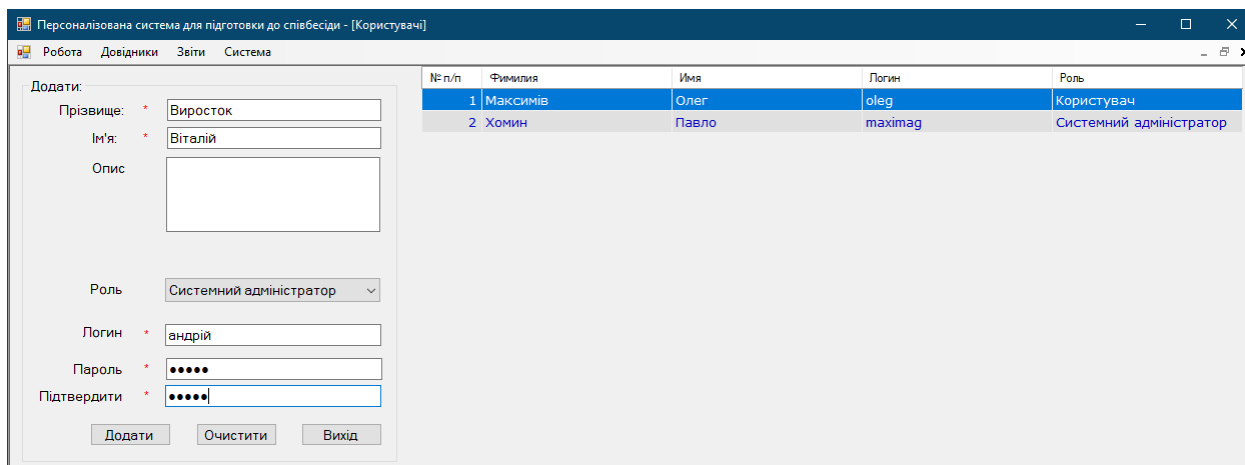 Персоналізована система для підготовки до співбесіди - [Користувачі]
Робота Довідники Звіти Система
Додати:
Прізвище: * Виросток
Ім'я: * Віталій
Опис
Роль Системний адміністратор
Логин * андрій
Пароль * ●●●●●
Підтвердити * ●●●●●
Додати Очистити Вихід
№ п/п Фимилия Имя Логин Роль
1 Максимів Олег oleg Користувач
2 Хомин Павло maximag Системний адміністратор